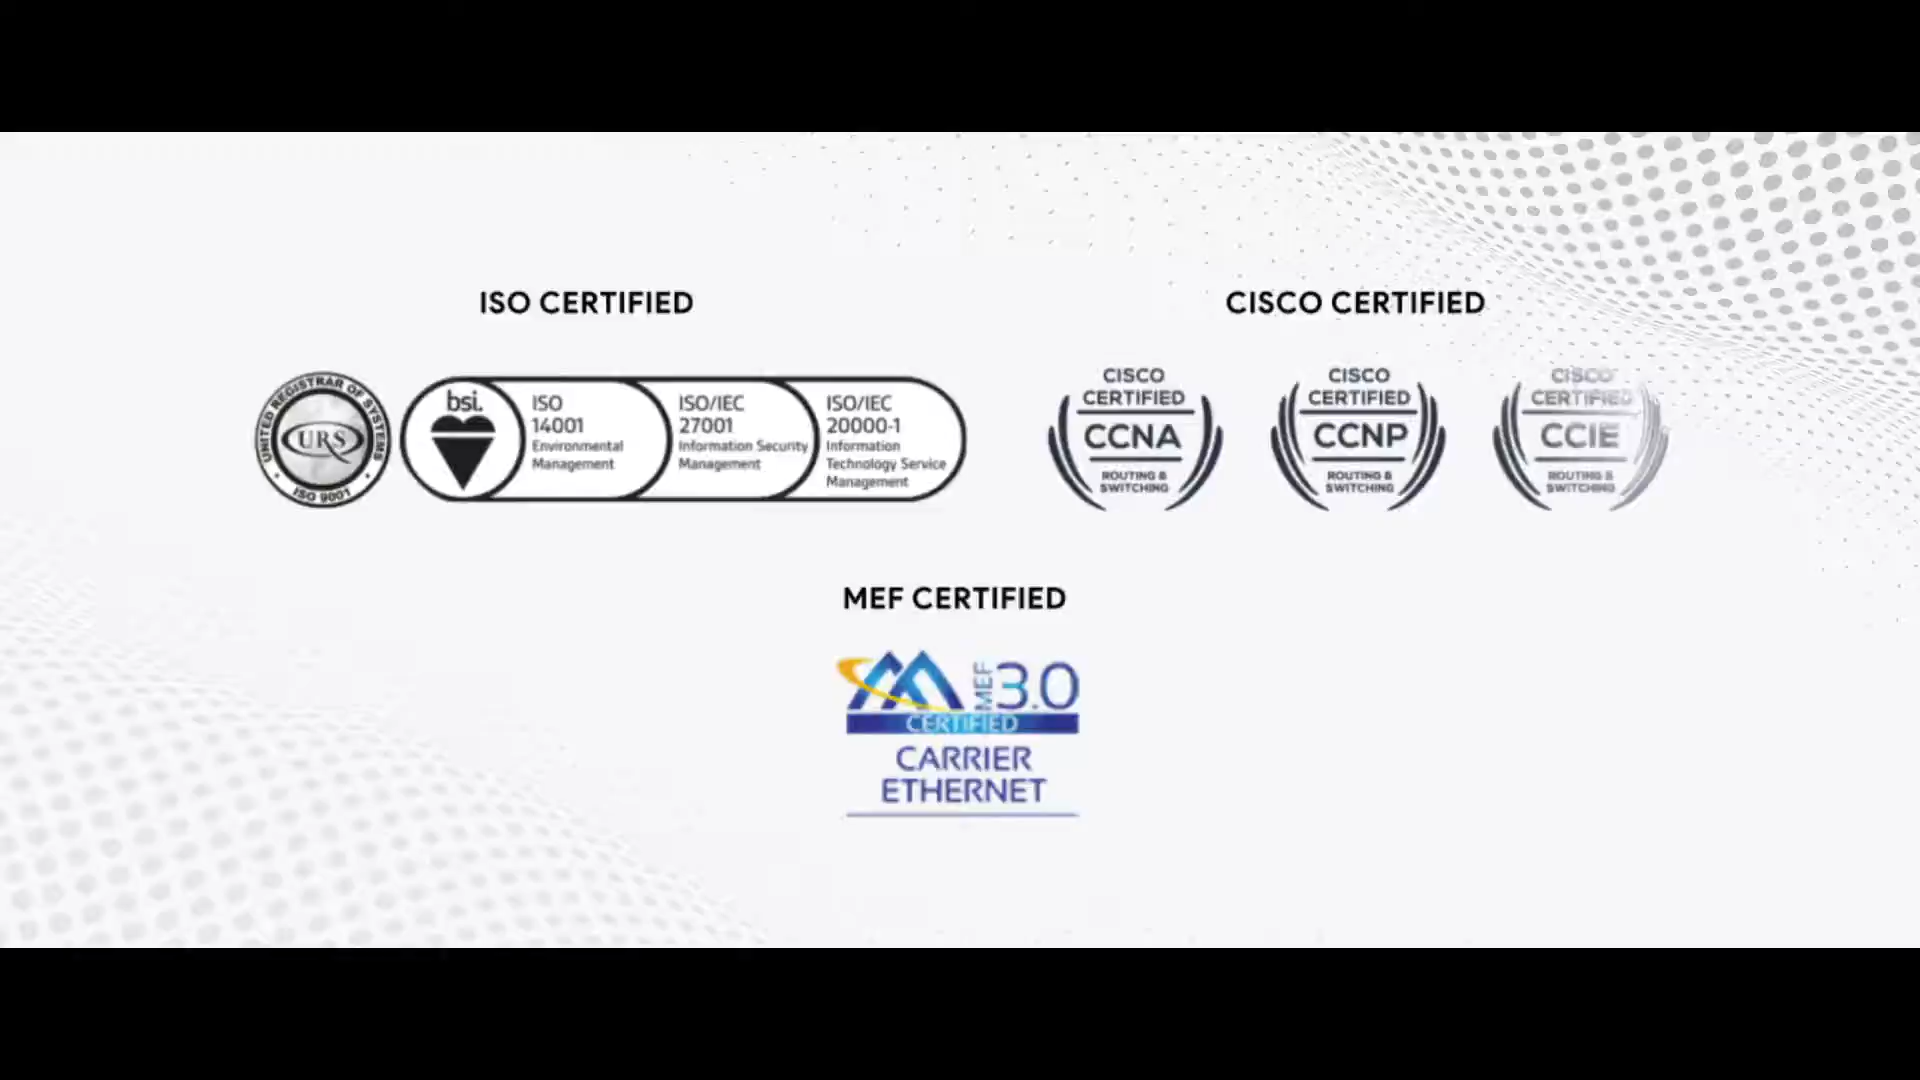 ISO CERTIFIED
UNITED REGISTRAR OF SYSTEMS
URS
ISO 9001
bsi.
ISO
14001
Environmental
Management
ISO/IEC
27001
Information Security
Management
ISO/IEC
20000-1
Information
Technology Service
Management
CISCO CERTIFIED
CISCO
CERTIFIED
CCNA
ROUTING &
SWITCHING
CISCO
CERTIFIED
CCNP
ROUTING &
SWITCHING
CISCO
CERTIFIED
CCIE
ROUTING &
SWITCHING
MEF CERTIFIED
MEF 3.0
CERTIFIED
CARRIER
ETHERNET